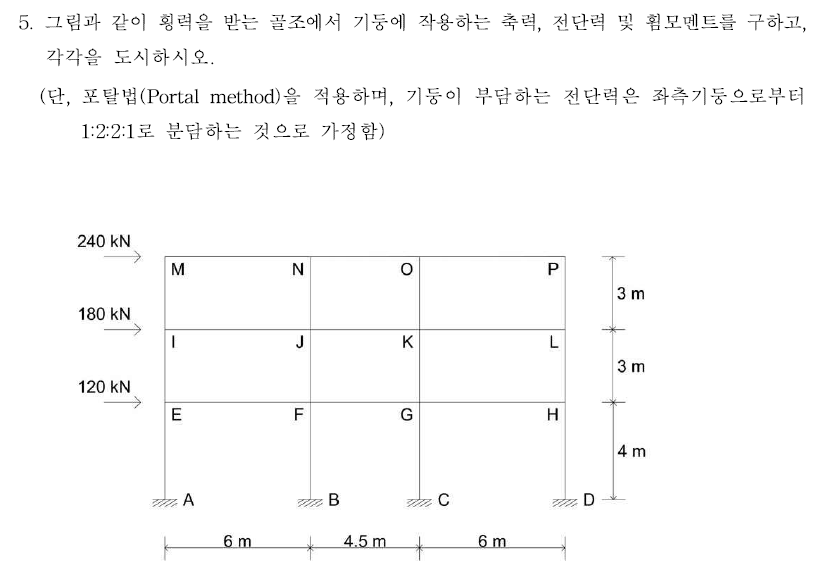 5. 그림과 같이 횡력을 받는 골조에서 기둥에 작용하는 축력, 전단력 및 휨모멘트를 구하고,
각각을 도시하시오.
(단, 포탈법(Portal method)을 적용하며, 기둥이 부담하는 전단력은 좌측기둥으로부터
1:2:2:1로 분담하는 것으로 가정함)
240 kN
M N O P
3 m
180 kN
I J K L
3 m
120 kN
E F G H
4 m
A B C D
6 m 4.5 m 6 m